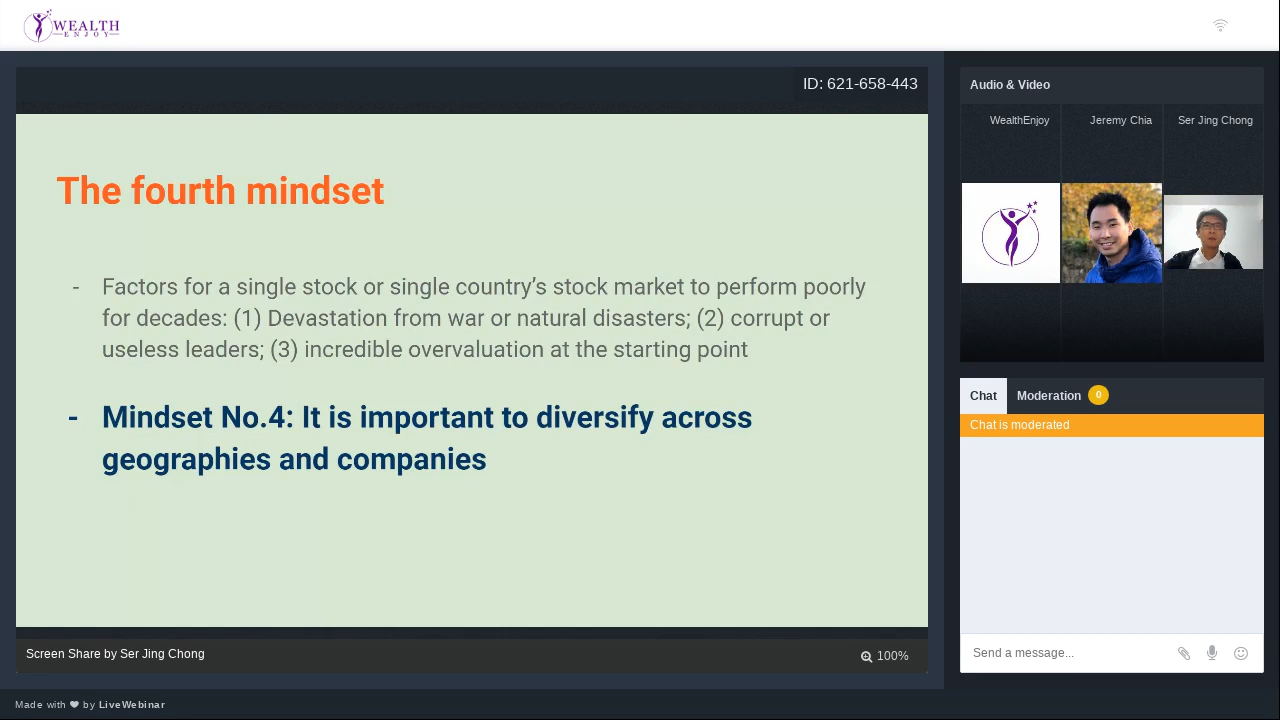 WEALTH
ENJOY
ID: 621-658-443
The fourth mindset
- Factors for a single stock or single country’s stock market to perform poorly
for decades: (1) Devastation from war or natural disasters; (2) corrupt or
useless leaders; (3) incredible overvaluation at the starting point
- Mindset No.4: It is important to diversify across
geographies and companies
Screen Share by Ser Jing Chong
100%
Audio & Video
WealthEnjoy
Jeremy Chia
Ser Jing Chong
Chat
Moderation 0
Chat is moderated
Send a message...
Made with by LiveWebinar